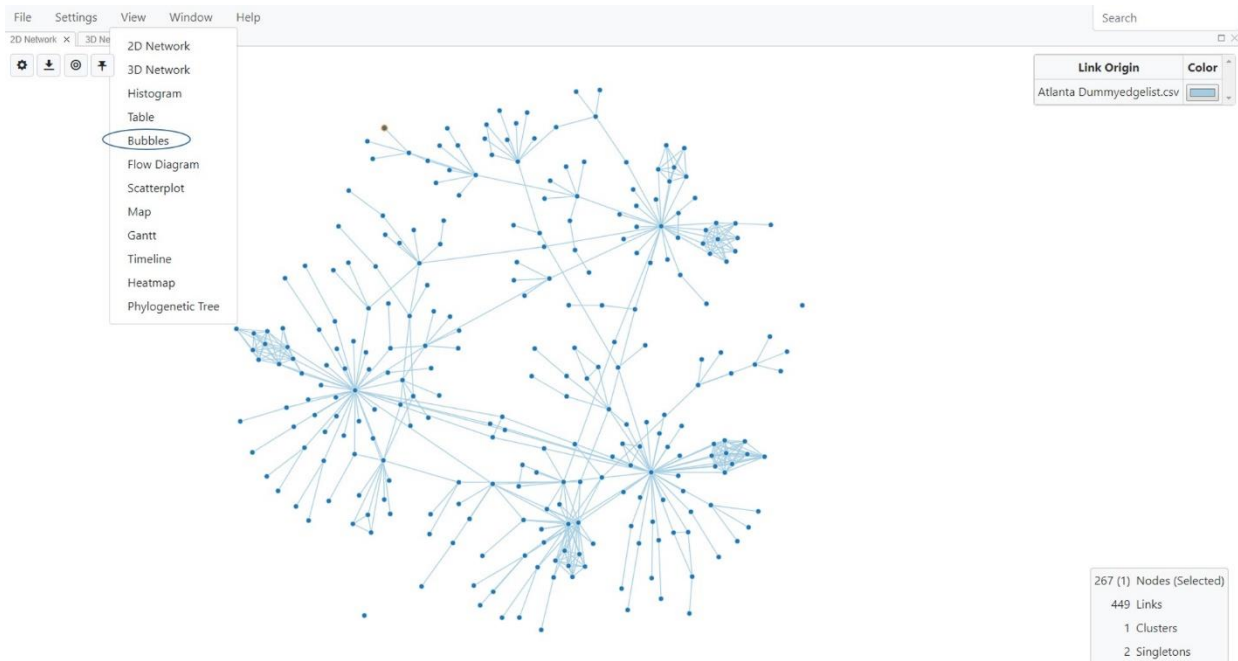 File Settings View Window Help Search
2D Network × 3D Ne
2D Network
3D Network
Histogram
Table
Bubbles
Flow Diagram
Scatterplot
Map
Gantt
Timeline
Heatmap
Phylogenetic Tree
Link Origin Color
Atlanta Dummyedgelist.csv
267 (1) Nodes (Selected)
449 Links
1 Clusters
2 Singletons